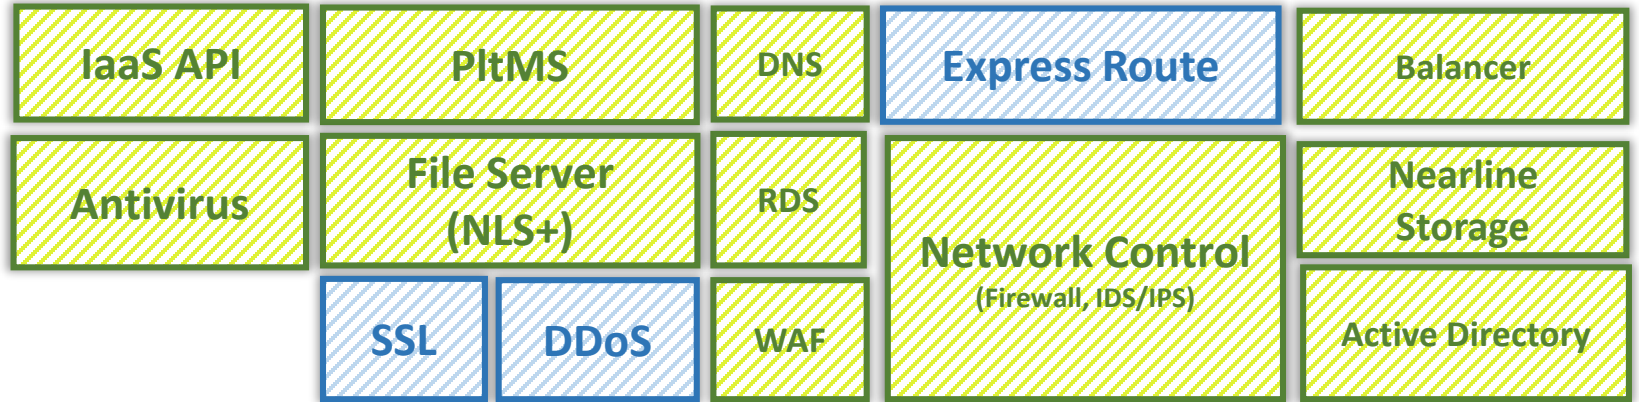 IaaS API
PltMS
DNS
Express Route
Balancer
Antivirus
File Server
(NLS+)
RDS
Network Control
(Firewall, IDS/IPS)
Nearline
Storage
SSL
DDoS
WAF
Active Directory